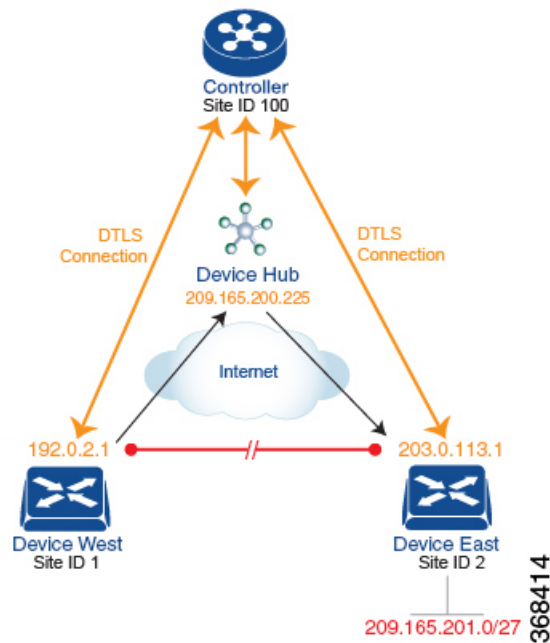 Controller
Site ID 100
DTLS
Connection
DTLS
Connection
Device Hub
209.165.200.225
Internet
192.0.2.1
203.0.113.1
Device West
Site ID 1
Device East
Site ID 2
209.165.201.0/27
368414